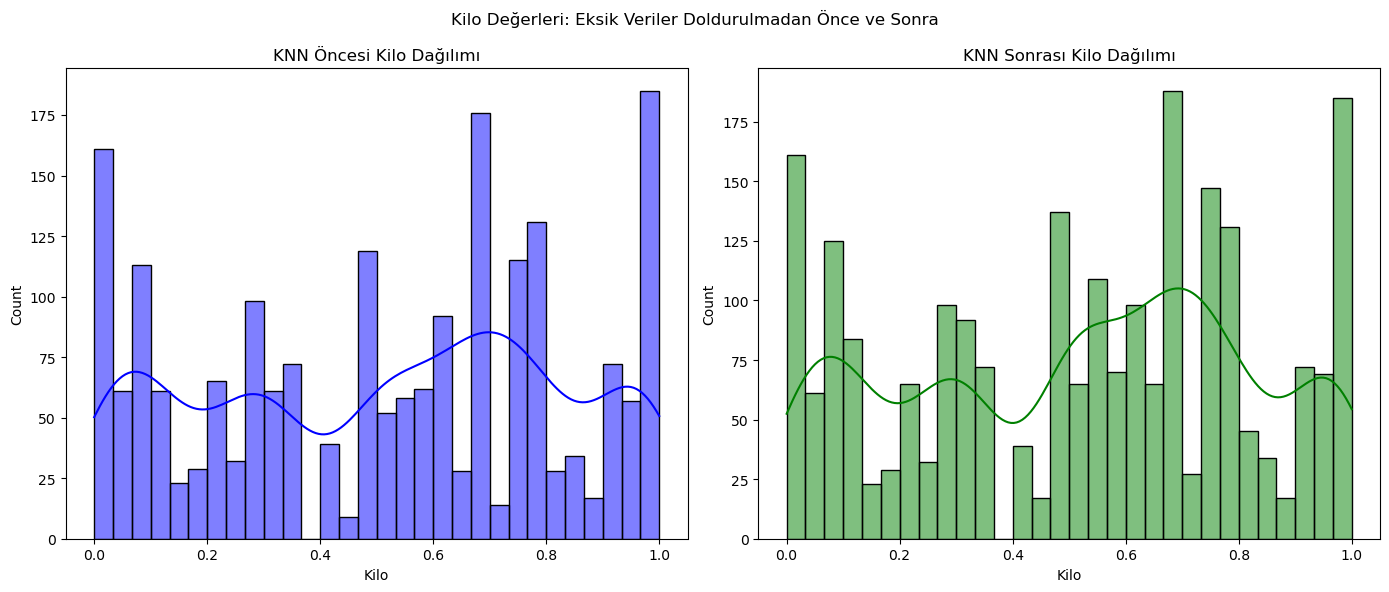 Kilo Değerleri: Eksik Veriler Doldurulmadan Önce ve Sonra
KNN Öncesi Kilo Dağılımı
175
150
125
100
75
50
25
0
Count
0.0 0.2 0.4 0.6 0.8 1.0
Kilo
KNN Sonrası Kilo Dağılımı
175
150
125
100
75
50
25
0
Count
0.0 0.2 0.4 0.6 0.8 1.0
Kilo